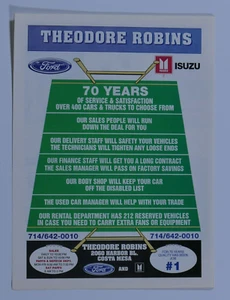 THEODORE ROBINS
Ford
ISUZU
70 YEARS
OF SERVICE & SATISFACTION
OVER 400 CARS & TRUCKS TO CHOOSE FROM
OUR SALES PEOPLE WILL RUN
DOWN THE DEAL FOR YOU
OUR DELIVERY STAFF WILL SAFETY YOUR VEHICLES
THE TECHNICIANS WILL TIGHTEN ANY LOOSE ENDS
OUR FINANCE STAFF WILL GET YOU A LONG CONTRACT
THE SALES MANAGER WILL PASS ON FACTORY SAVINGS
OUR BODY SHOP WILL KEEP YOUR CAR
OFF THE DISABLED LIST
THE USED CAR MANAGER WILL HELP WITH YOUR TRADE
OUR RENTAL DEPARTMENT HAS 212 RESERVED VEHICLES
IN CASE YOU NEED TO CARRY EXTRA FANS OR EQUIPMENT
714/642-0010
714/642-0010
THEODORE ROBINS
2060 HARBOR BL.
COSTA MESA
Ford
AND
SALES
#1